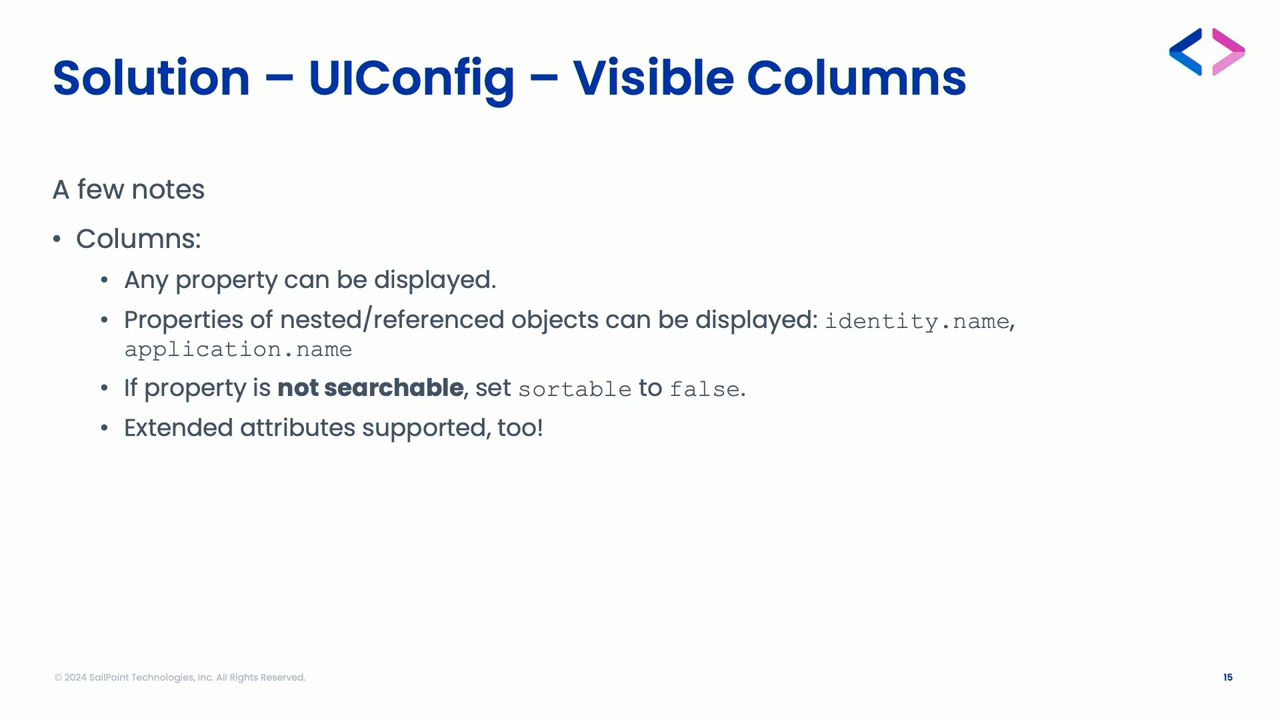 Solution – UIConfig – Visible Columns
A few notes
• Columns:
• Any property can be displayed.
• Properties of nested/referenced objects can be displayed: identity.name,
application.name
• If property is not searchable, set sortable to false.
• Extended attributes supported, too!
© 2024 SailPoint Technologies, Inc. All Rights Reserved.
15